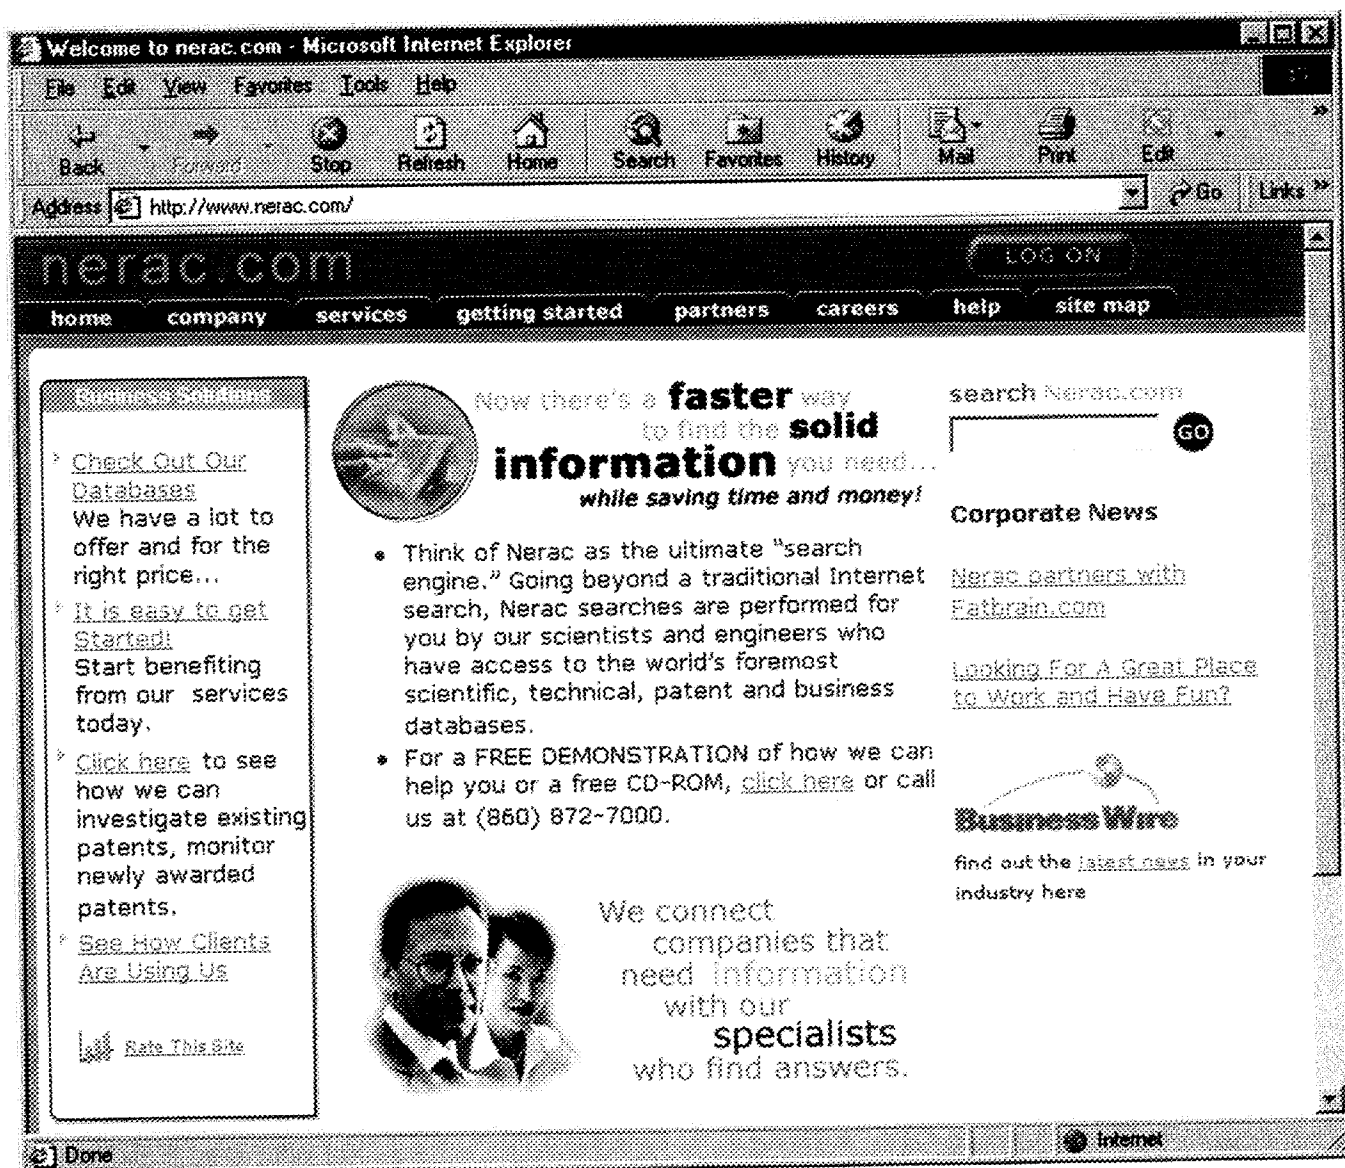 Welcome to nerac.com - Microsoft Internet Explorer
File Edit View Favorites Tools Help
Back Forward Stop Refresh Home Search Favorites History Mail Print Edit
Address http://www.nerac.com/ Go Links »
nerac.com
LOG ON
home company services getting started partners careers help site map
Business Solutions
Check Out Our
Databases
We have a lot to
offer and for the
right price...
It is easy to get
Started!
Start benefiting
from our services
today.
Click here to see
how we can
investigate existing
patents, monitor
newly awarded
patents.
See How Clients
Are Using Us
Rate This Site
Now there's a faster way
to find the solid
information you need...
while saving time and money!
• Think of Nerac as the ultimate "search
engine." Going beyond a traditional Internet
search, Nerac searches are performed for
you by our scientists and engineers who
have access to the world's foremost
scientific, technical, patent and business
databases.
• For a FREE DEMONSTRATION of how we can
help you or a free CD-ROM, click here or call
us at (860) 872-7000.
We connect
companies that
need information
with our
specialists
who find answers.
search Nerac.com
GO
Corporate News
Nerac partners with
Fatbrain.com
Looking For A Great Place
to Work and Have Fun?
Business Wire
find out the latest news in your
industry here
Done
Internet